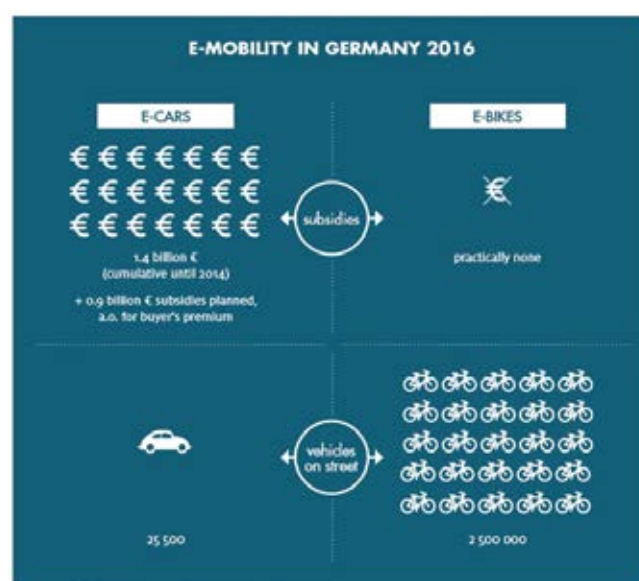 E-MOBILITY IN GERMANY 2016
E-CARS
E-BIKES
€ € € € € € €
€ € € € € € €
€ € € € € € €
€
subsidies
1.4 billion €
(cumulative until 2014)
+ 0.9 billion € subsidies planned,
a.o. for buyer's premium
practically none
vehicles
on street
25 500
2 500 000